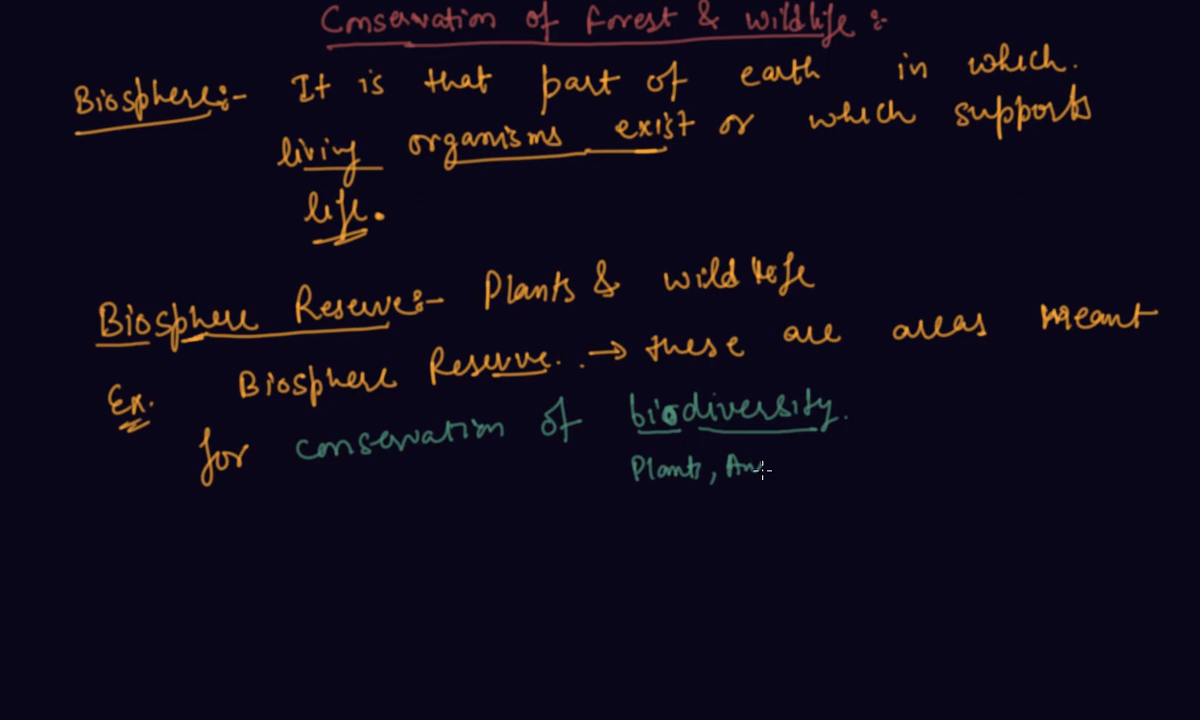 Conservation of Forest & wildlife :-
Biosphere:- It is that part of earth in which.
living organisms exist or which supports
life.
Biosphere Reserve:- Plants & wild life
Ex. Biosphere Reserve. → these are areas meant
for conservation of biodiversity.
Plants, An